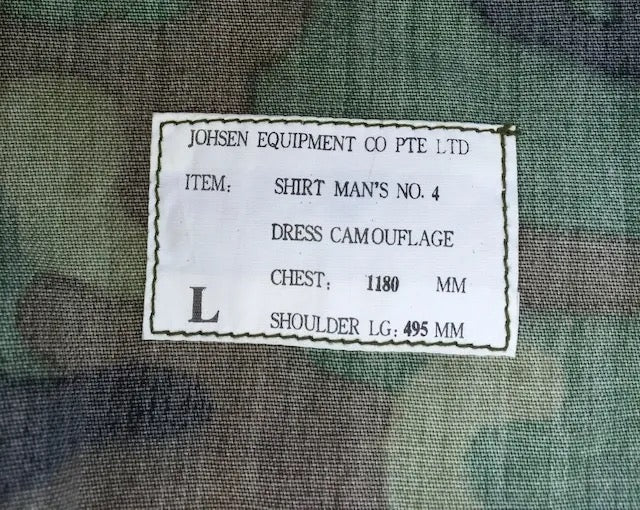 JOHSEN EQUIPMENT CO PTE LTD
ITEM: SHIRT MAN'S NO. 4
DRESS CAMOUFLAGE
CHEST: 1180 MM
L
SHOULDER LG: 495 MM